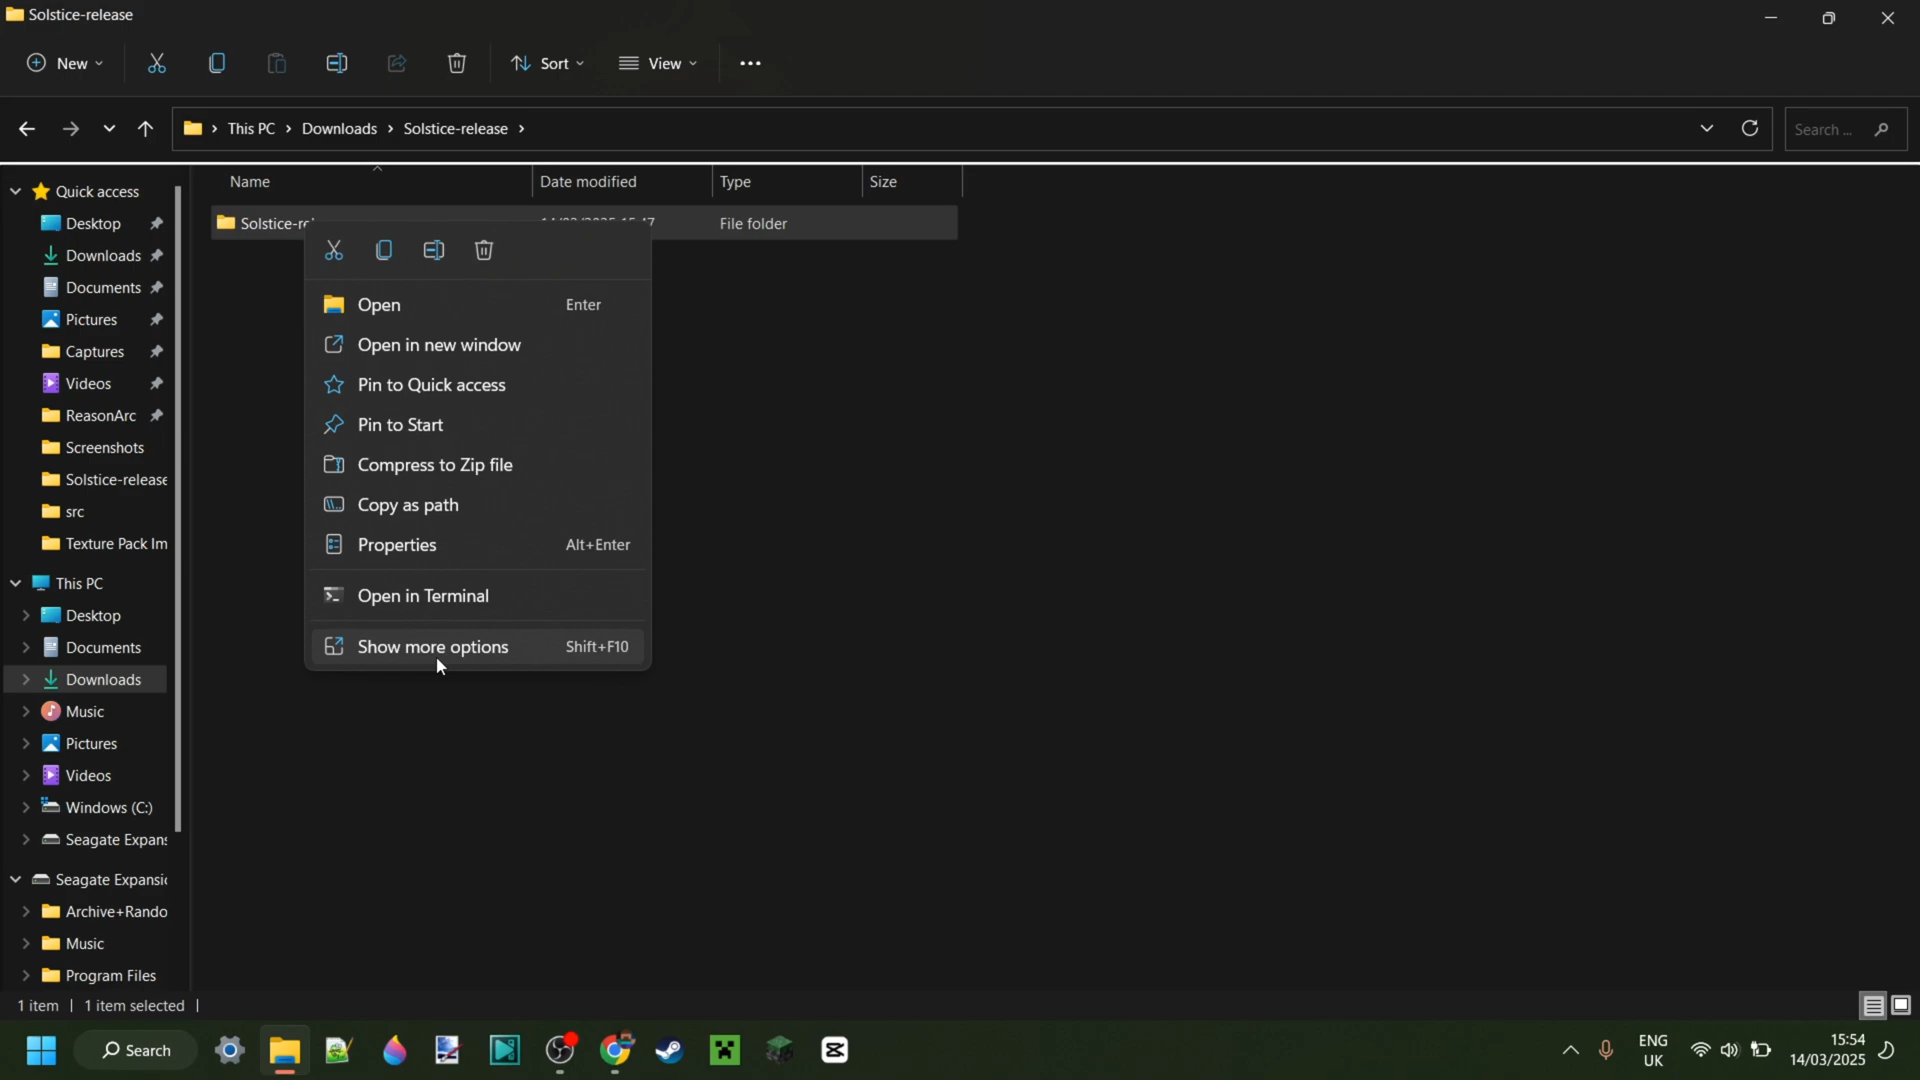 Solstice-release
New
Sort
View
This PC > Downloads > Solstice-release >
Search ...
Name
Date modified
Type
Size
File folder
Quick access
Desktop
Downloads
Documents
Pictures
Captures
Videos
ReasonArc
Screenshots
Solstice-release
src
Texture Pack Im
This PC
Desktop
Documents
Downloads
Music
Pictures
Videos
Windows (C:)
Seagate Expans
Seagate Expansi
Archive+Rando
Music
Program Files
Open Enter
Open in new window
Pin to Quick access
Pin to Start
Compress to Zip file
Copy as path
Properties Alt+Enter
Open in Terminal
Show more options Shift+F10
1 item | 1 item selected |
Search
ENG
UK
15:54
14/03/2025